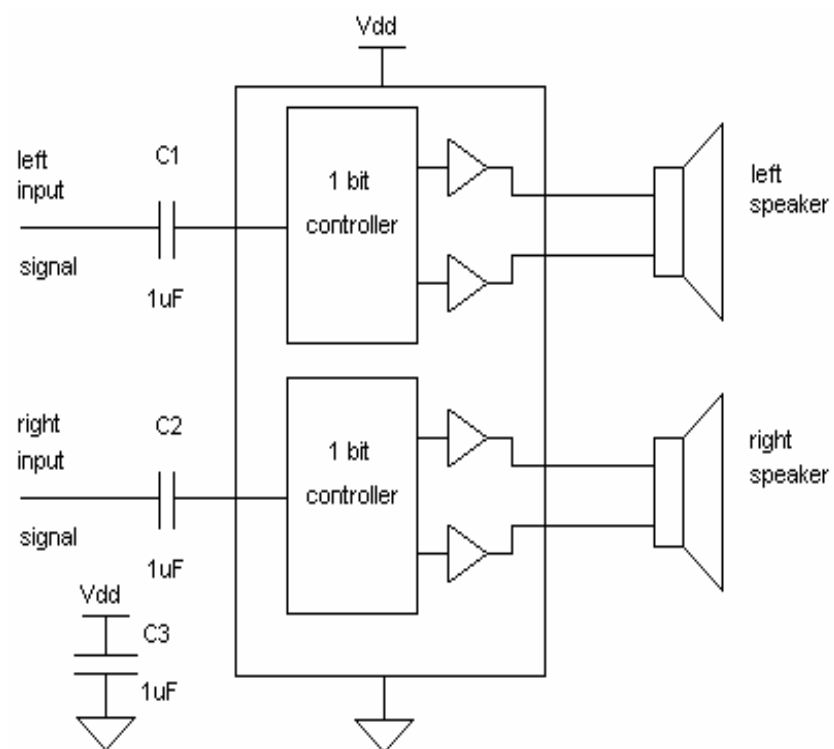 Vdd
left
input
C1
signal
1uF
1 bit
controller
left
speaker
right
input
C2
signal
1uF
1 bit
controller
right
speaker
Vdd
C3
1uF